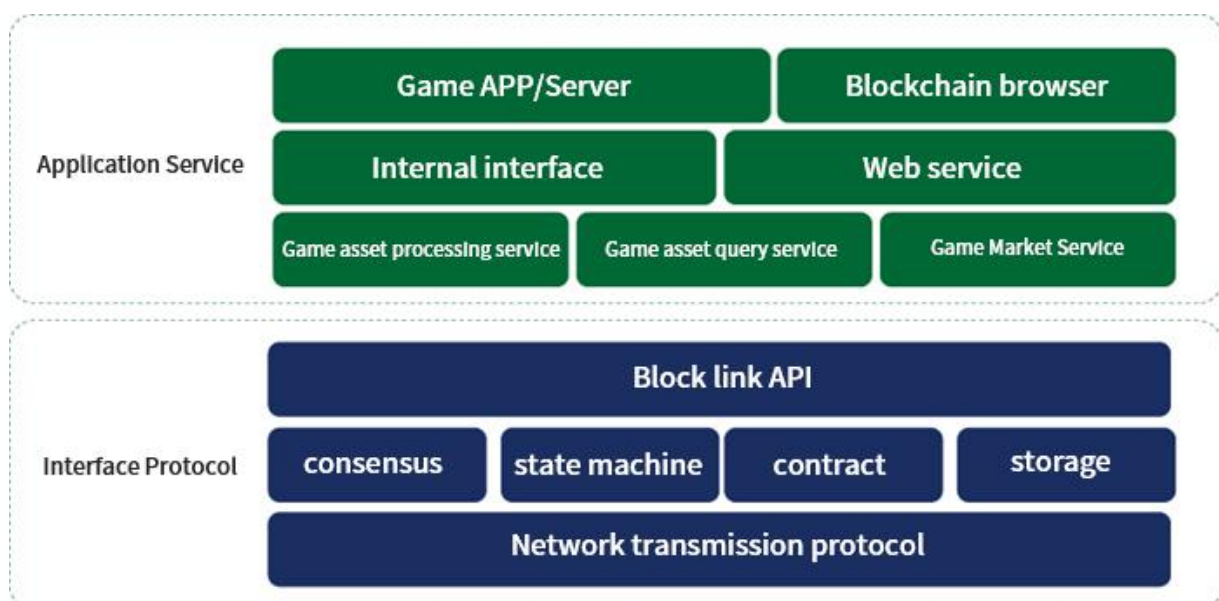 Game APP/Server
Blockchain browser
Application Service
Internal interface
Web service
Game asset processing service
Game asset query service
Game Market Service
Block link API
Interface Protocol
consensus
state machine
contract
storage
Network transmission protocol